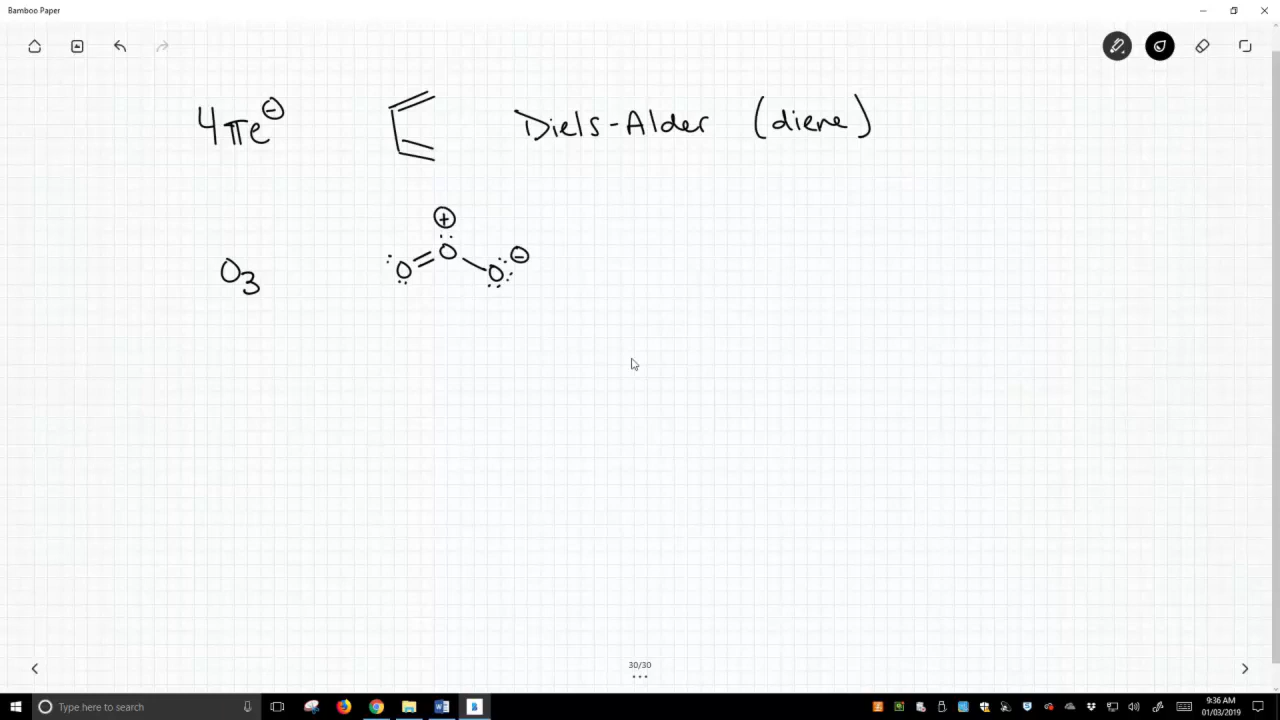 Bamboo Paper
4πe⊖ Diels-Alder (diene)
⊕
:O=O-O:⊖
O₃
30/30
Type here to search
9:36 AM
01/03/2019